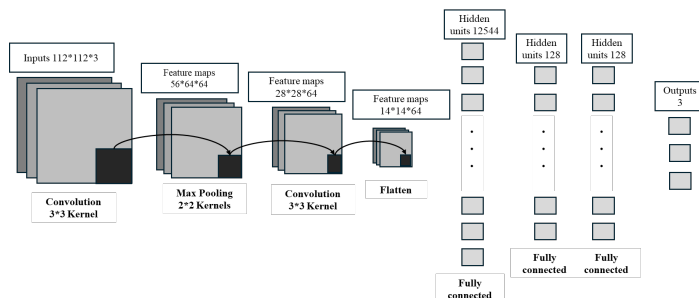 Inputs 112*112*3
Feature maps
56*64*64
Feature maps
28*28*64
Feature maps
14*14*64
Hidden
units 12544
Hidden
units 128
Hidden
units 128
Outputs
3
Convolution
3*3 Kernel
Max Pooling
2*2 Kernels
Convolution
3*3 Kernel
Flatten
Fully
connected
Fully
connected
Fully
connected